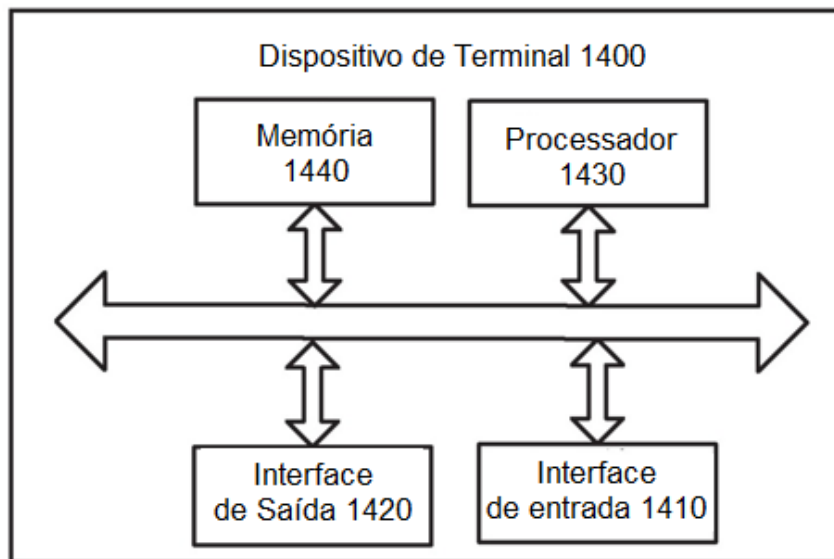 Dispositivo de Terminal 1400
Memória
1440
Processador
1430
Interface
de Saída 1420
Interface
de entrada 1410